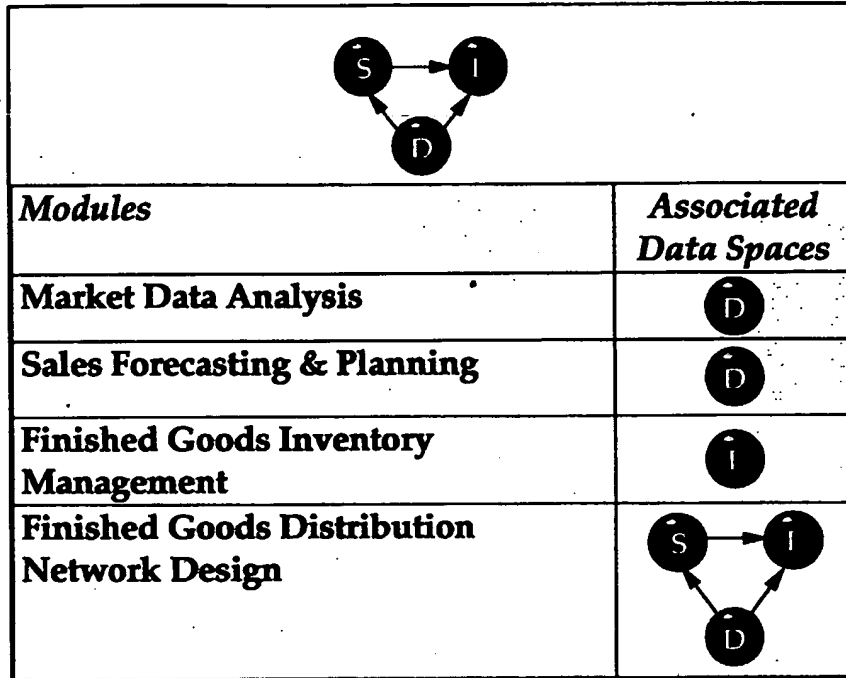 S I
D
Modules Associated
Data Spaces
Market Data Analysis D
Sales Forecasting & Planning D
Finished Goods Inventory
Management I
Finished Goods Distribution
Network Design
S I
D